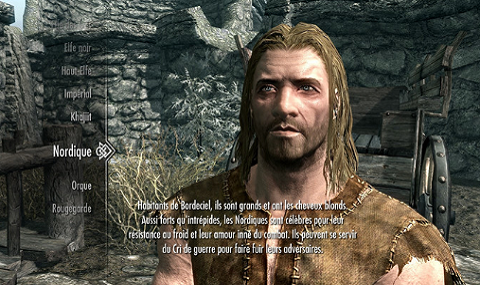 Elfe noir
Haut-Elfe
Impérial
Khajiit
Nordique
Orque
Rougegarde
Habitants de Bordeciel, ils sont grands et ont les cheveux blonds.
Aussi forts qu'intrépides, les Nordiques sont célèbres pour leur
résistance au froid et leur amour inné du combat. Ils peuvent se servir
du Cri de guerre pour faire fuir leurs adversaires.